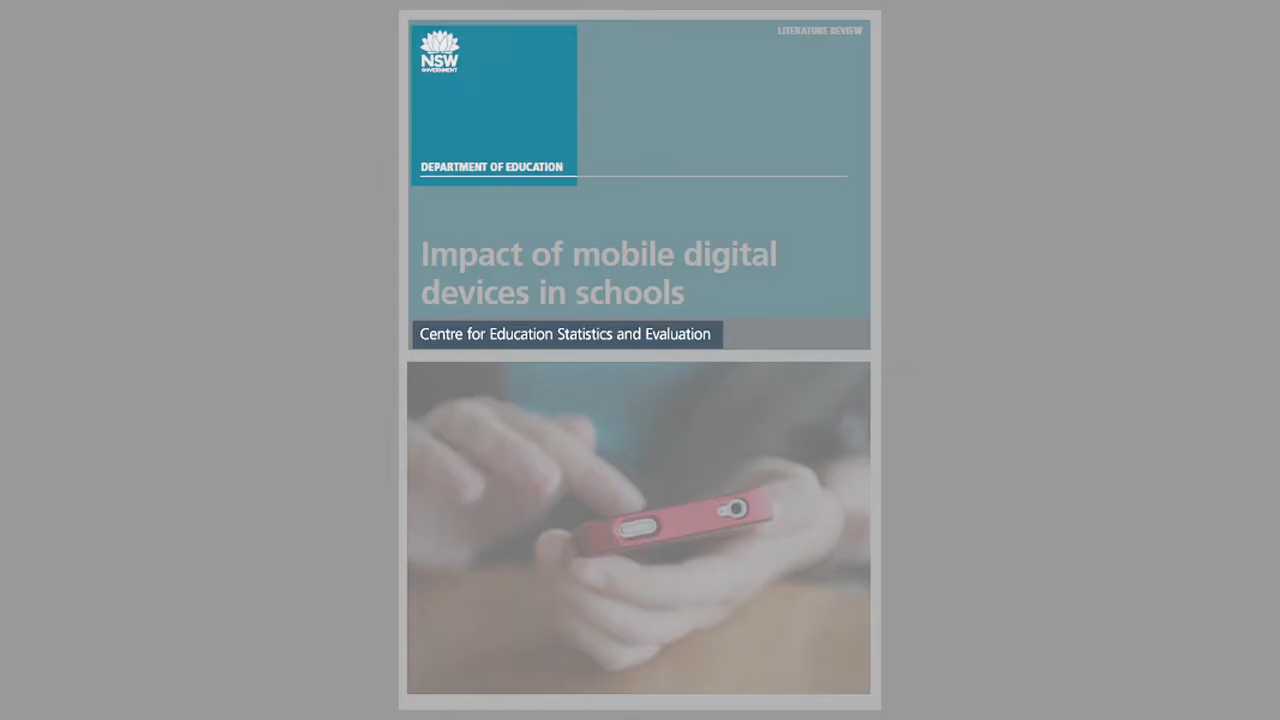 LITERATURE REVIEW
NSW
GOVERNMENT
DEPARTMENT OF EDUCATION
Impact of mobile digital
devices in schools
Centre for Education Statistics and Evaluation